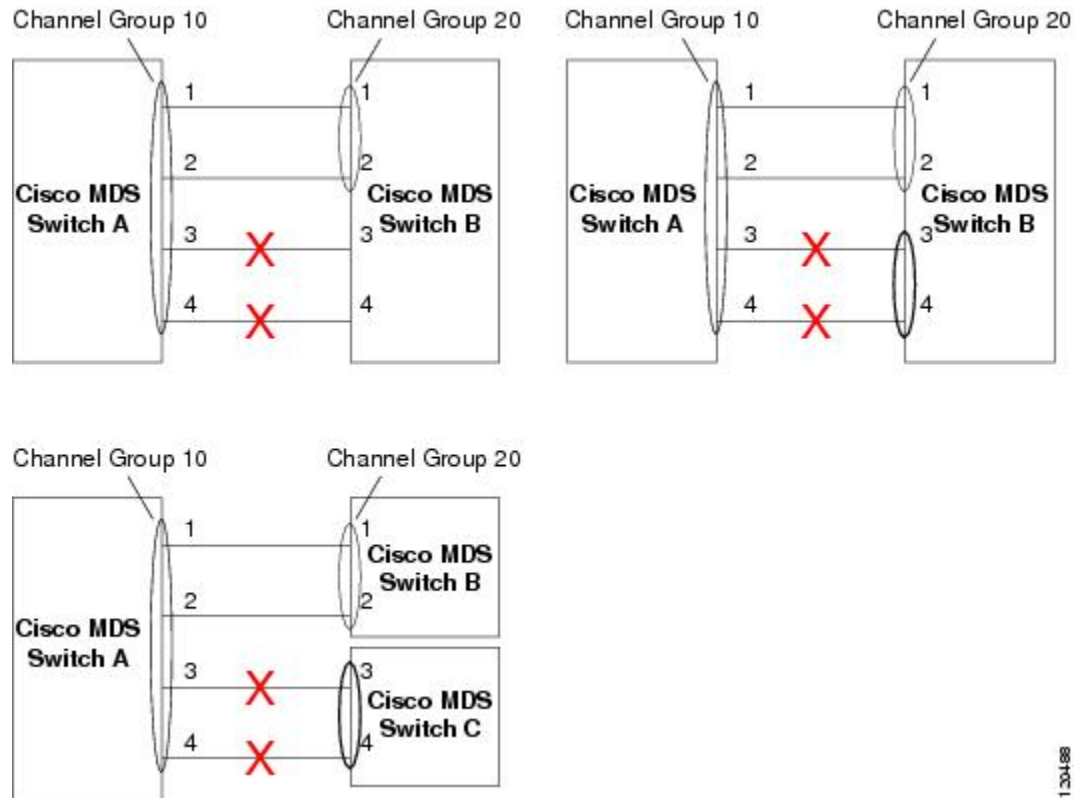 Channel Group 10
Channel Group 20
1
1
2
2
Cisco MDS
Switch A
Cisco MDS
Switch B
3
X
3
4
X
4
Channel Group 10
Channel Group 20
1
1
2
2
Cisco MDS
Switch A
Cisco MDS
Switch B
3
X
3
4
X
4
Channel Group 10
Channel Group 20
1
1
Cisco MDS
Switch B
2
2
Cisco MDS
Switch A
3
X
3
Cisco MDS
Switch C
4
X
4
120488